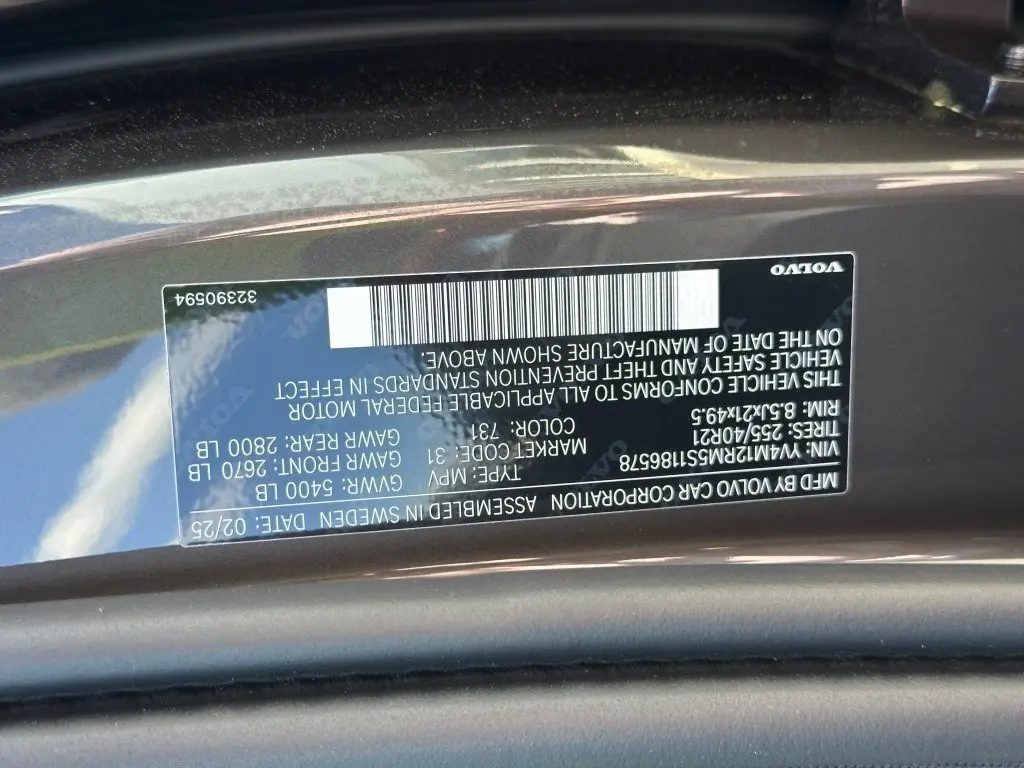 MFD BY VOLVO CAR CORPORATION ASSEMBLED IN SWEDEN DATE: 02/25
VIN: YV4M12RM5S1186578 TYPE: MPV GVWR: 5400 LB
TIRES: 255/40R21 MARKET CODE: 31 GAWR FRONT: 2670 LB
RIM: 8.5Jx21x49.5 COLOR: 731 GAWR REAR: 2800 LB
THIS VEHICLE CONFORMS TO ALL APPLICABLE FEDERAL MOTOR
VEHICLE SAFETY AND THEFT PREVENTION STANDARDS IN EFFECT
ON THE DATE OF MANUFACTURE SHOWN ABOVE.
VOLVO 32390594